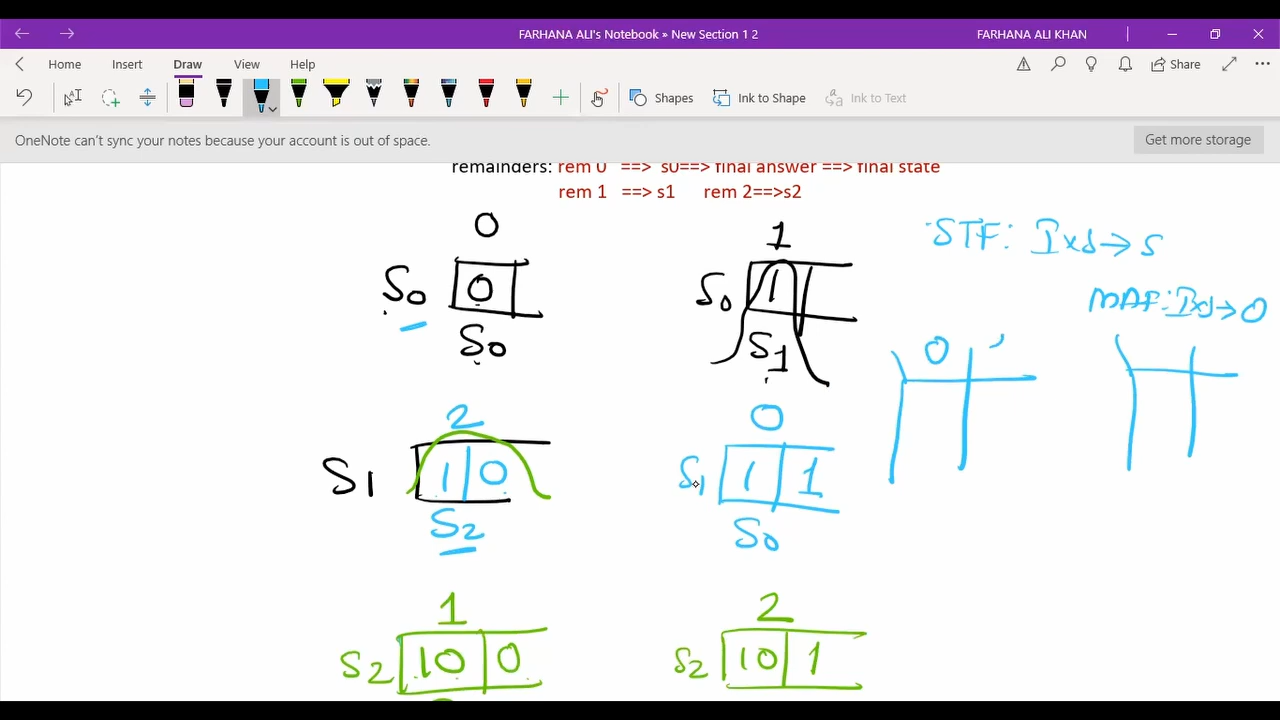 FARHANA ALI's Notebook » New Section 1 2
FARHANA ALI KHAN
Home Insert Draw View Help
Share
Shapes
Ink to Shape
Ink to Text
OneNote can't sync your notes because your account is out of space.
Get more storage
remainders: rem 0 ==> s0==> final answer ==> final state
rem 1 ==> s1 rem 2==>s2
0
1
STF: I×S→S
S0 0
S0 1
MAF: I×S→O
S0
S1
0
2
0
S1 1 0
S1 1 1
S2
S0
1
2
S2 10 0
S2 10 1